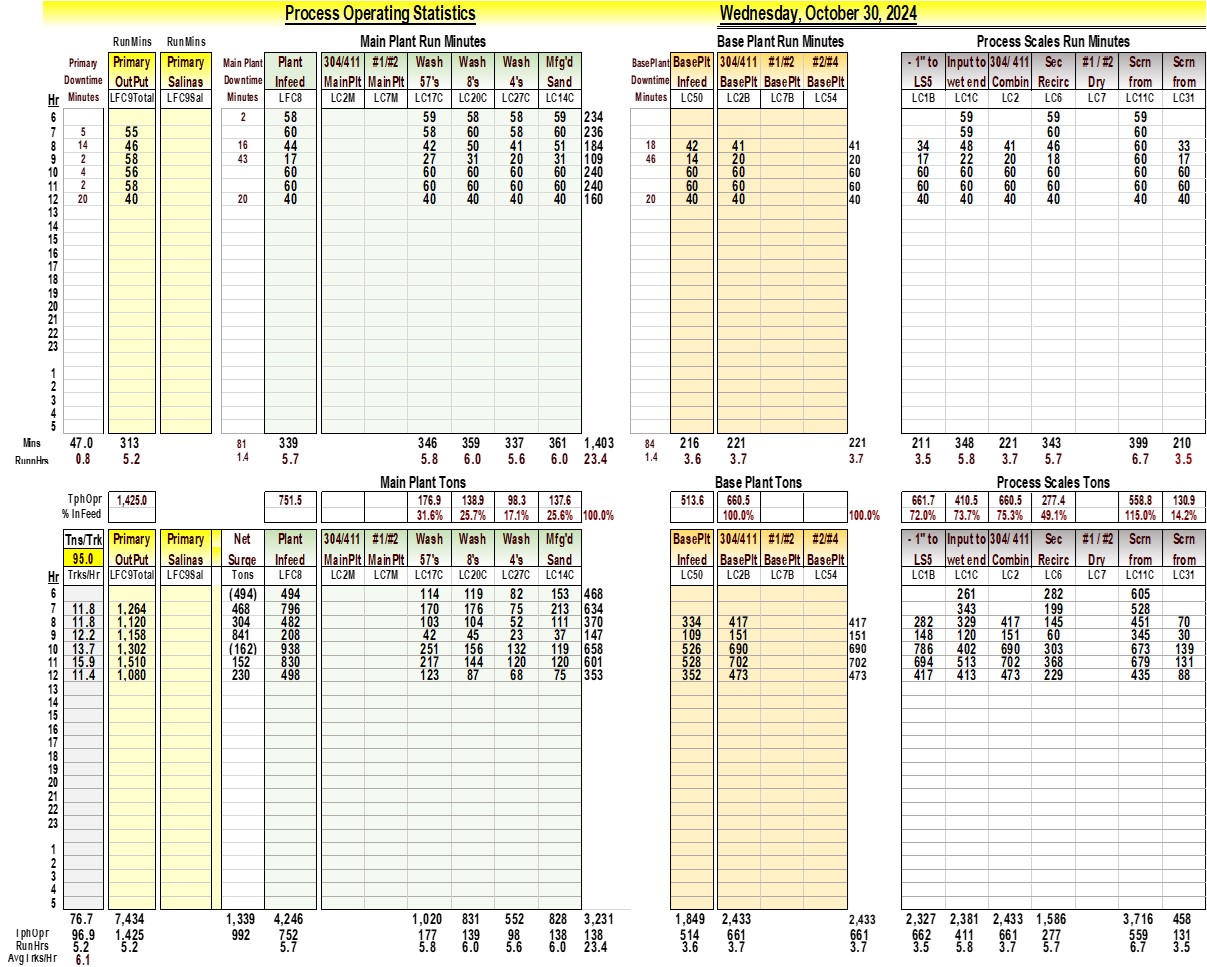 Process Operating Statistics Wednesday, October 30, 2024
RunMins RunMins Main Plant Run Minutes Base Plant Run Minutes Process Scales Run Minutes
Primary Primary Primary Main Plant Plant 304/411 #1/#2 Wash Wash Wash Mfg'd BasePlant BasePlt 304/411 #1/#2 #2/#4 - 1" to Input to 304/ 411 Sec #1 / #2 Scrn Scrn
Downtime OutPut Salinas Downtime Infeed MainPlt MainPlt 57's 8's 4's Sand Downtime Infeed BasePlt BasePlt BasePlt LS5 wet end Combin Recirc Dry from from
Hr Minutes LFC9Total LFC9Sal Minutes LFC8 LC2M LC7M LC17C LC20C LC27C LC14C Minutes LC50 LC2B LC7B LC54 LC1B LC1C LC2 LC6 LC7 LC11C LC31
6 2 58 59 58 58 59 234 59 59 59
7 5 55 60 58 60 58 60 236 59 60 60
8 14 46 16 44 42 50 41 51 184 18 42 41 41 34 48 41 46 60 33
9 2 58 43 17 27 31 20 31 109 46 14 20 20 17 22 20 18 60 17
10 4 56 60 60 60 60 60 240 60 60 60 60 60 60 60 60 60
11 2 58 60 60 60 60 60 240 60 60 60 60 60 60 60 60 60
12 20 40 20 40 40 40 40 40 160 20 40 40 40 40 40 40 40 40 40
13
14
15
16
17
18
19
20
21
22
23
1
2
3
4
5
Mins 47.0 313 81 339 346 359 337 361 1,403 84 216 221 221 211 348 221 343 399 210
RunnHrs 0.8 5.2 1.4 5.7 5.8 6.0 5.6 6.0 23.4 1.4 3.6 3.7 3.7 3.5 5.8 3.7 5.7 6.7 3.5
Main Plant Tons Base Plant Tons Process Scales Tons
TphOpr 1,425.0 751.5 176.9 138.9 98.3 137.6 513.6 660.5 661.7 410.5 660.5 277.4 558.8 130.9
% InFeed 31.6% 25.7% 17.1% 25.6% 100.0% 100.0% 100.0% 72.0% 73.7% 75.3% 49.1% 115.0% 14.2%
Tns/Trk Primary Primary Net Plant 304/411 #1/#2 Wash Wash Wash Mfg'd BasePlt 304/411 #1/#2 #2/#4 - 1" to Input to 304/ 411 Sec #1 / #2 Scrn Scrn
95.0 OutPut Salinas Surge Infeed MainPlt MainPlt 57's 8's 4's Sand Infeed BasePlt BasePlt BasePlt LS5 wet end Combin Recirc Dry from from
Hr Trks/Hr LFC9Total LFC9Sal Tons LFC8 LC2M LC7M LC17C LC20C LC27C LC14C LC50 LC2B LC7B LC54 LC1B LC1C LC2 LC6 LC7 LC11C LC31
6 (494) 494 114 119 82 153 468 261 282 605
7 11.8 1,264 468 796 170 176 75 213 634 343 199 528
8 11.8 1,120 304 482 103 104 52 111 370 334 417 417 282 329 417 145 451 70
9 12.2 1,158 841 208 42 45 23 37 147 109 151 151 148 120 151 60 345 30
10 13.7 1,302 (162) 938 251 156 132 119 658 526 690 690 786 402 690 303 673 139
11 15.9 1,510 152 830 217 144 120 120 601 528 702 702 694 513 702 368 679 131
12 11.4 1,080 230 498 123 87 68 75 353 352 473 473 417 413 473 229 435 88
13
14
15
16
17
18
19
20
21
22
23
1
2
3
4
5
76.7 7,434 1,339 4,246 1,020 831 552 828 3,231 1,849 2,433 2,433 2,327 2,381 2,433 1,586 3,716 458
TphOpr 96.9 1,425 992 752 177 139 98 138 138 514 661 661 662 411 661 277 559 131
RunHrs 5.2 5.2 5.7 5.8 6.0 5.6 6.0 23.4 3.6 3.7 3.7 3.5 5.8 3.7 5.7 6.7 3.5
AvgTrks/Hr 6.1